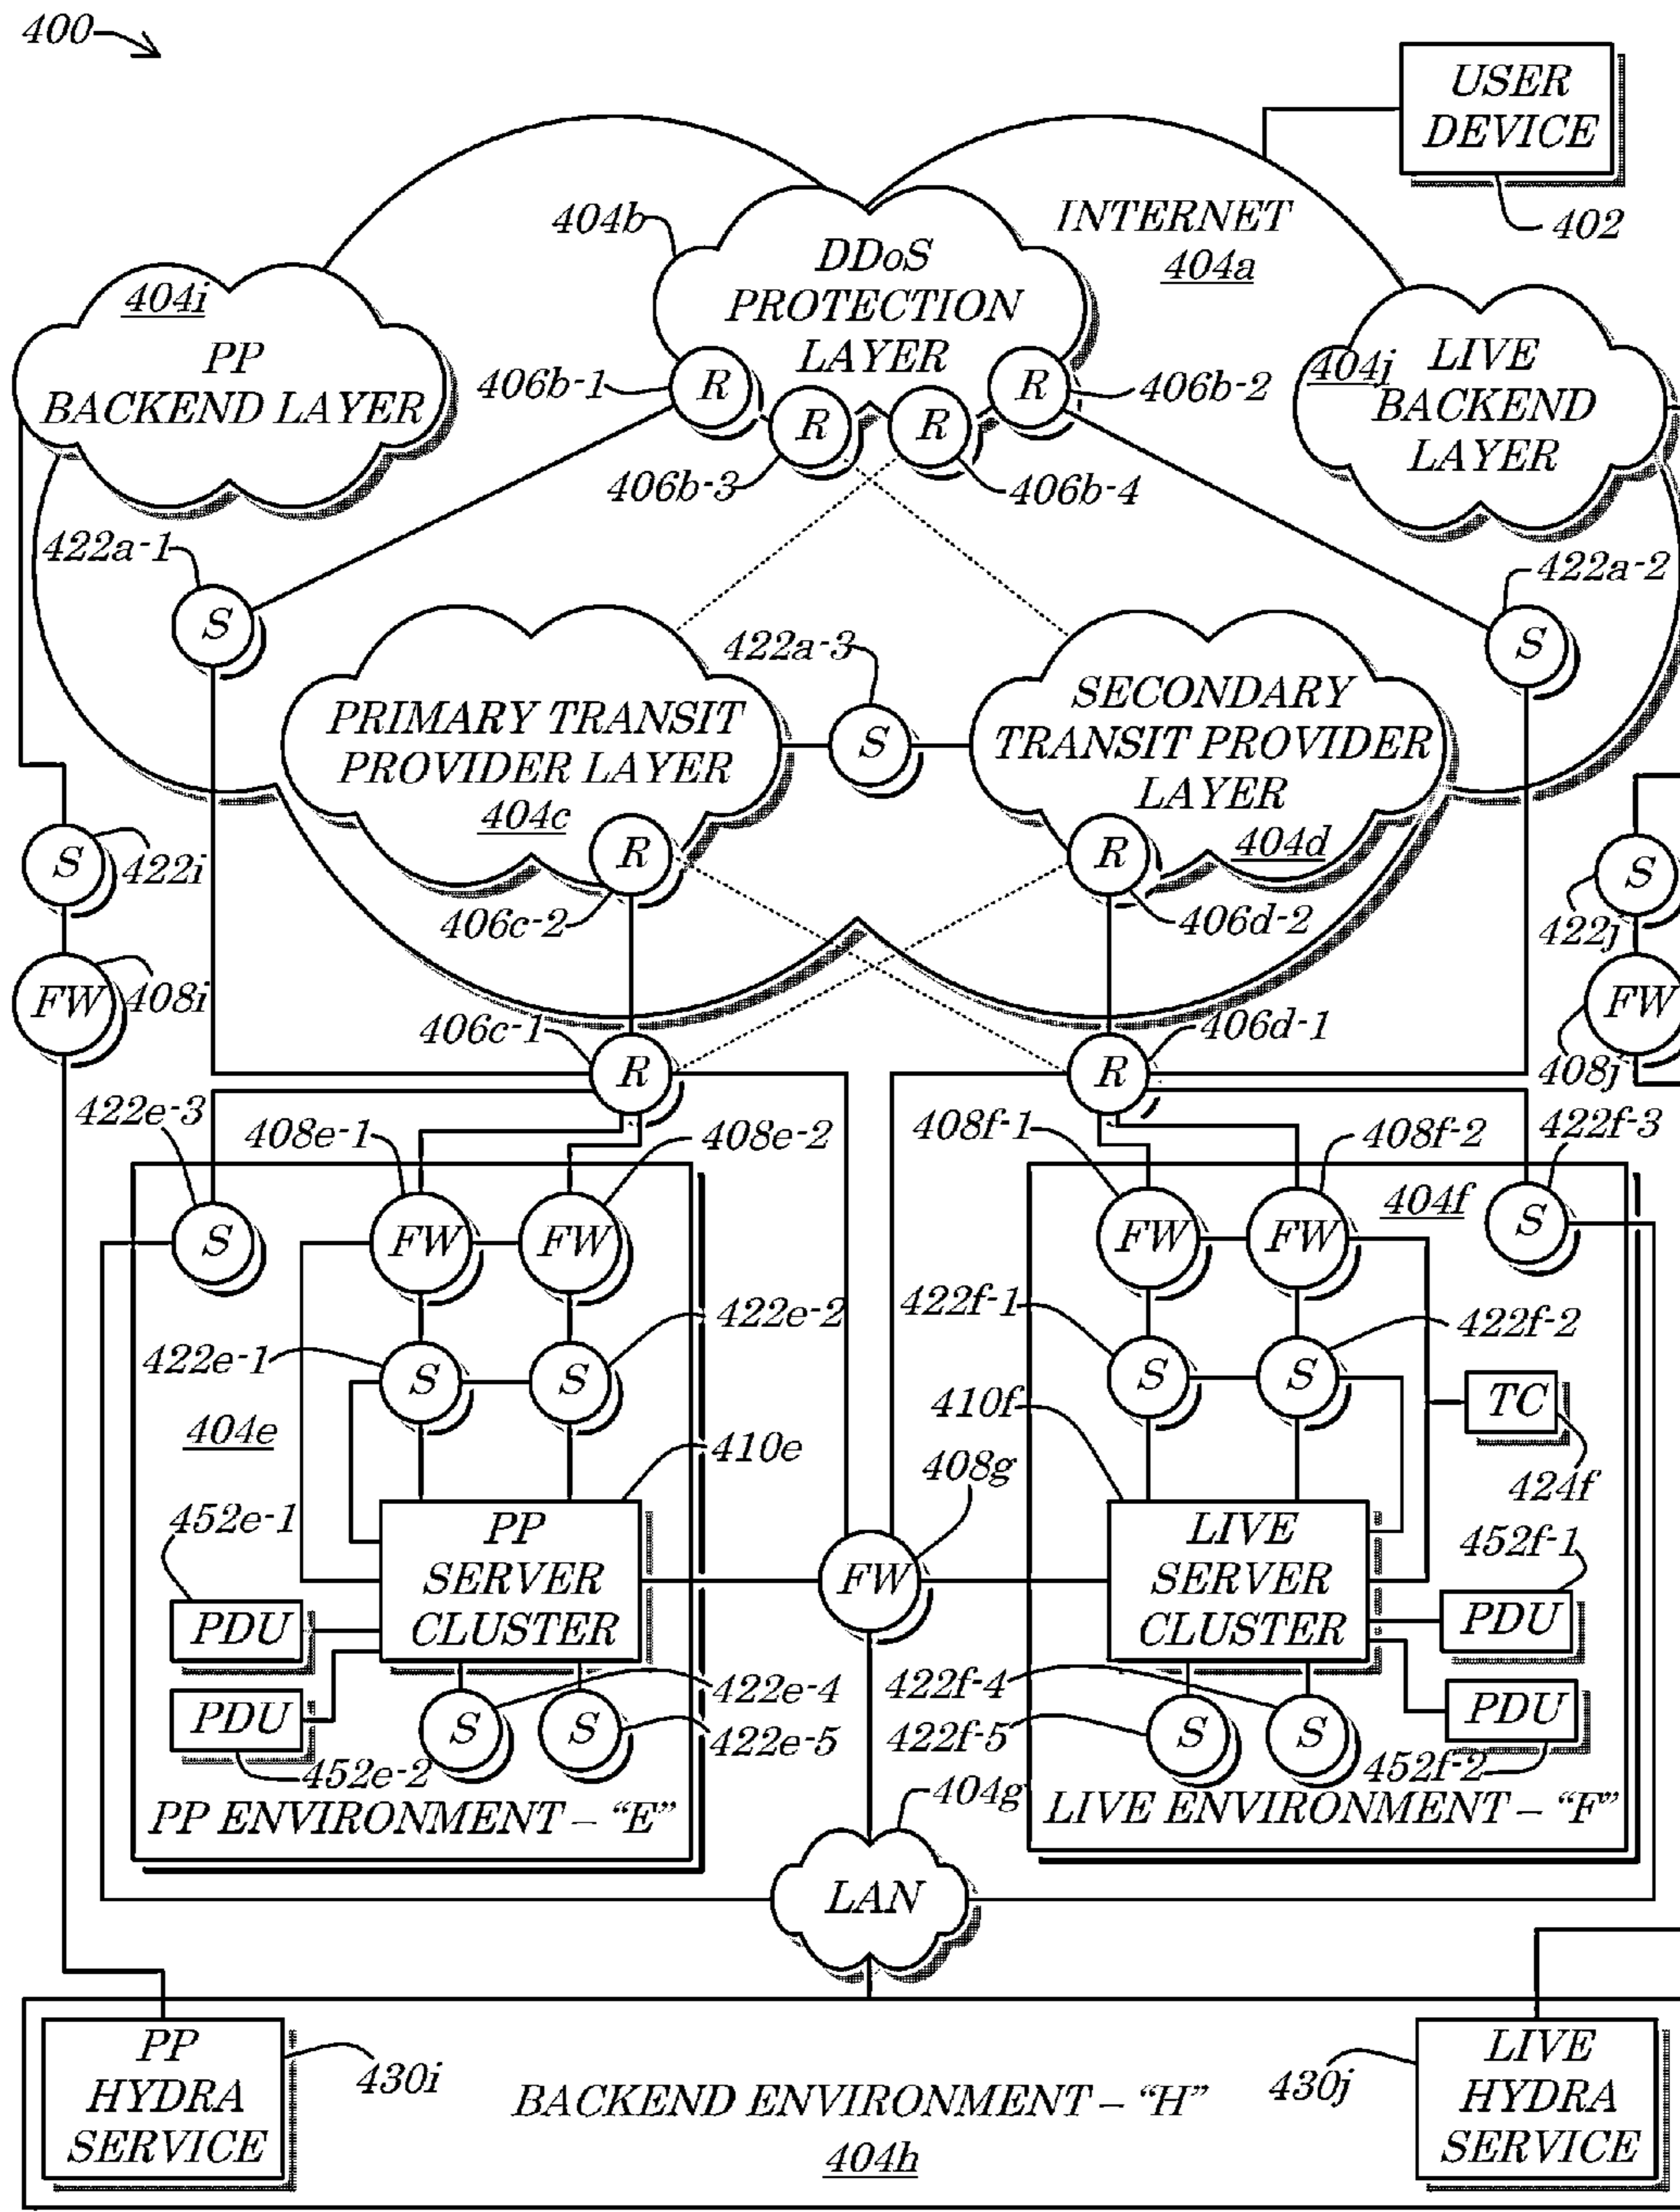 400
USER
DEVICE
402
404b
INTERNET
404a
DDoS
PROTECTION
LAYER
404i
PP
BACKEND LAYER
404j
LIVE
BACKEND
LAYER
406b-1
R
R
406b-2
R
R
406b-3
406b-4
422a-1
S
422a-2
S
422a-3
S
PRIMARY TRANSIT
PROVIDER LAYER
404c
SECONDARY
TRANSIT PROVIDER
LAYER
404d
R
R
406c-2
406d-2
S
422i
S
422j
FW
408i
FW
408j
406c-1
R
R
406d-1
422e-3
408e-1
408e-2
408f-1
408f-2
422f-3
S
FW
FW
FW
FW
404f
S
422e-1
422e-2
S
S
422f-1
422f-2
S
S
404e
410e
410f
408g
TC
424f
452e-1
PDU
PP
SERVER
CLUSTER
FW
LIVE
SERVER
CLUSTER
452f-1
PDU
PDU
452e-2
S
S
422e-4
422e-5
422f-4
422f-5
S
S
PDU
452f-2
PP ENVIRONMENT – “E”
404g
LIVE ENVIRONMENT – “F”
LAN
PP
HYDRA
SERVICE
430i
BACKEND ENVIRONMENT – “H”
404h
430j
LIVE
HYDRA
SERVICE